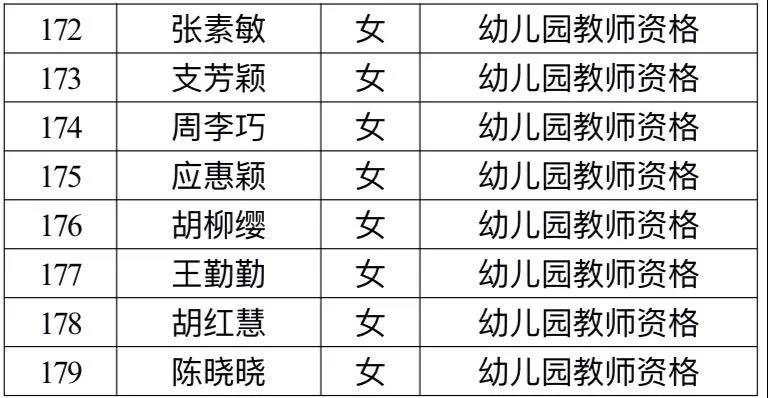 172 张素敏 女 幼儿园教师资格
173 支芳颖 女 幼儿园教师资格
174 周李巧 女 幼儿园教师资格
175 应惠颖 女 幼儿园教师资格
176 胡柳缨 女 幼儿园教师资格
177 王勤勤 女 幼儿园教师资格
178 胡红慧 女 幼儿园教师资格
179 陈晓晓 女 幼儿园教师资格